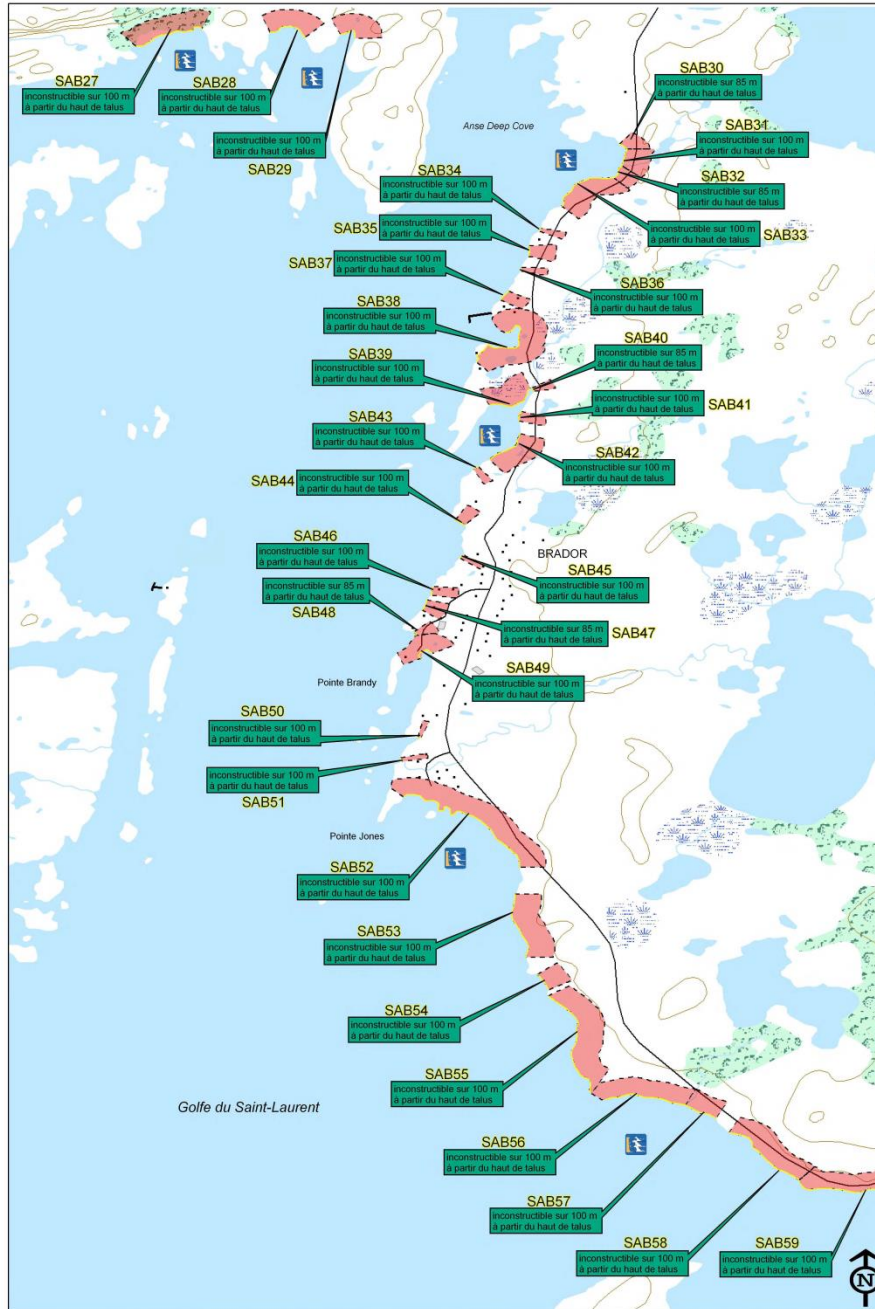 SAB27
inconstructible sur 100 m
à partir du haut de talus
SAB28
inconstructible sur 100 m
à partir du haut de talus
inconstructible sur 100 m
à partir du haut de talus
SAB29
SAB30
inconstructible sur 85 m
à partir du haut de talus
Anse Deep Cove
SAB31
inconstructible sur 100 m
à partir du haut de talus
SAB32
inconstructible sur 85 m
à partir du haut de talus
SAB34
inconstructible sur 100 m
à partir du haut de talus
inconstructible sur 100 m
à partir du haut de talus
SAB33
SAB35
inconstructible sur 100 m
à partir du haut de talus
SAB37
inconstructible sur 100 m
à partir du haut de talus
SAB36
inconstructible sur 100 m
à partir du haut de talus
SAB38
inconstructible sur 100 m
à partir du haut de talus
SAB40
inconstructible sur 85 m
à partir du haut de talus
SAB39
inconstructible sur 100 m
à partir du haut de talus
inconstructible sur 100 m
à partir du haut de talus
SAB41
SAB43
inconstructible sur 100 m
à partir du haut de talus
SAB42
inconstructible sur 100 m
à partir du haut de talus
SAB44
inconstructible sur 100 m
à partir du haut de talus
SAB46
inconstructible sur 100 m
à partir du haut de talus
BRADOR
SAB45
inconstructible sur 100 m
à partir du haut de talus
inconstructible sur 85 m
à partir du haut de talus
SAB48
inconstructible sur 85 m
à partir du haut de talus
SAB47
SAB49
inconstructible sur 100 m
à partir du haut de talus
Pointe Brandy
SAB50
inconstructible sur 100 m
à partir du haut de talus
inconstructible sur 100 m
à partir du haut de talus
SAB51
Pointe Jones
SAB52
inconstructible sur 100 m
à partir du haut de talus
SAB53
inconstructible sur 100 m
à partir du haut de talus
SAB54
inconstructible sur 100 m
à partir du haut de talus
SAB55
inconstructible sur 100 m
à partir du haut de talus
Golfe du Saint-Laurent
SAB56
inconstructible sur 100 m
à partir du haut de talus
SAB57
inconstructible sur 100 m
à partir du haut de talus
SAB58
inconstructible sur 100 m
à partir du haut de talus
SAB59
inconstructible sur 100 m
à partir du haut de talus
N